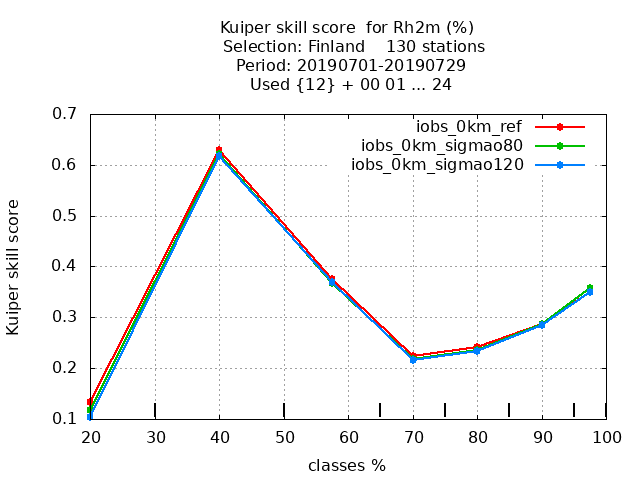 Kuiper skill score  for Rh2m (%)
Selection: Finland    130 stations
Period: 20190701-20190729
Used {12} + 00 01 ... 24
iobs_0km_ref
iobs_0km_sigmao80
iobs_0km_sigmao120
0.7
0.6
0.5
0.4
0.3
0.2
0.1
Kuiper skill score
20 30 40 50 60 70 80 90 100
classes %